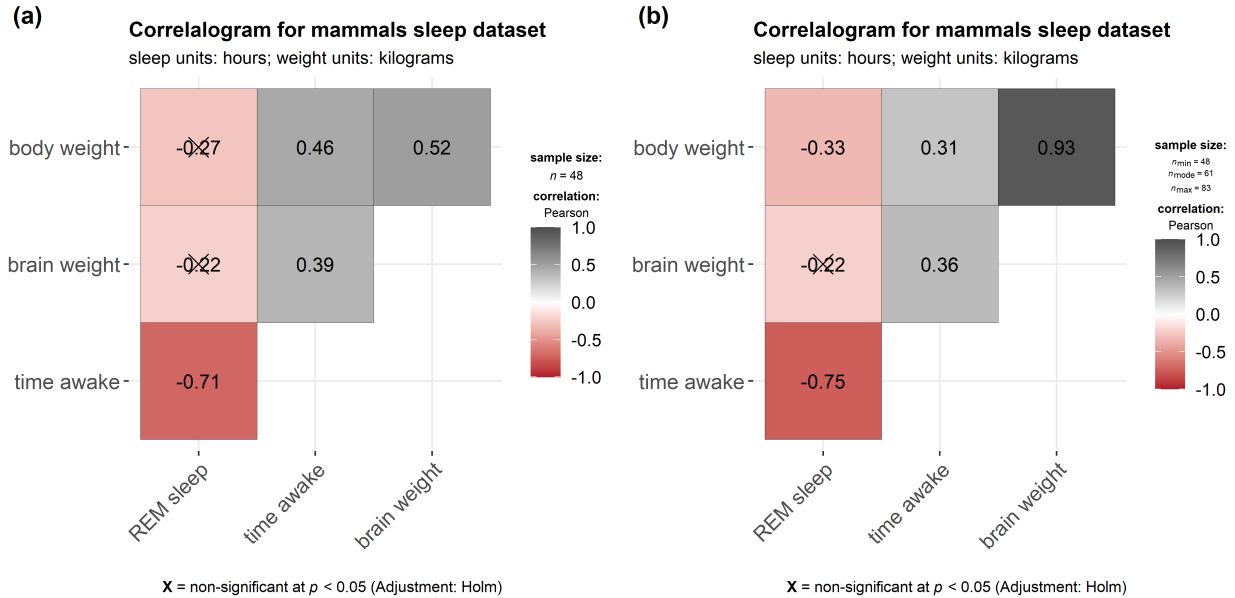 (a)
Correlalogram for mammals sleep dataset
sleep units: hours; weight units: kilograms
body weight
-0.27
0.46
0.52
brain weight
-0.22
0.39
time awake
-0.71
REM sleep
time awake
brain weight
sample size:
n = 48
correlation:
Pearson
1.0
0.5
0.0
-0.5
-1.0
X = non-significant at p < 0.05 (Adjustment: Holm)
(b)
Correlalogram for mammals sleep dataset
sleep units: hours; weight units: kilograms
body weight
-0.33
0.31
0.93
brain weight
-0.22
0.36
time awake
-0.75
REM sleep
time awake
brain weight
sample size:
nmin = 48
nmode = 61
nmax = 83
correlation:
Pearson
1.0
0.5
0.0
-0.5
-1.0
X = non-significant at p < 0.05 (Adjustment: Holm)